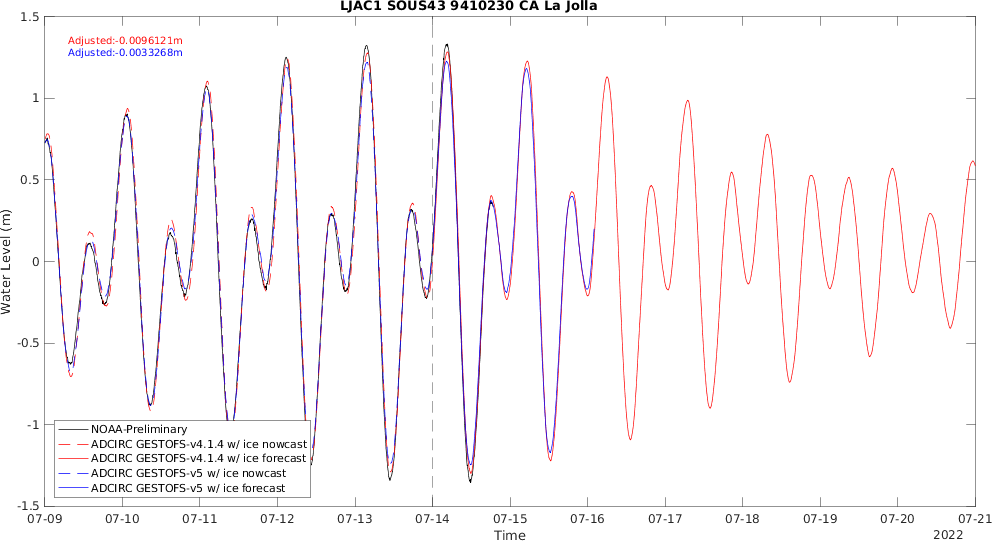 LJAC1 SOUS43 9410230 CA La Jolla
Adjusted:-0.0096121m
Adjusted:-0.0033268m
1.5
1
0.5
0
-0.5
-1
-1.5
Water Level (m)
NOAA-Preliminary
ADCIRC GESTOFS-v4.1.4 w/ ice nowcast
ADCIRC GESTOFS-v4.1.4 w/ ice forecast
ADCIRC GESTOFS-v5 w/ ice nowcast
ADCIRC GESTOFS-v5 w/ ice forecast
07-09 07-10 07-11 07-12 07-13 07-14 07-15 07-16 07-17 07-18 07-19 07-20 07-21
Time
2022